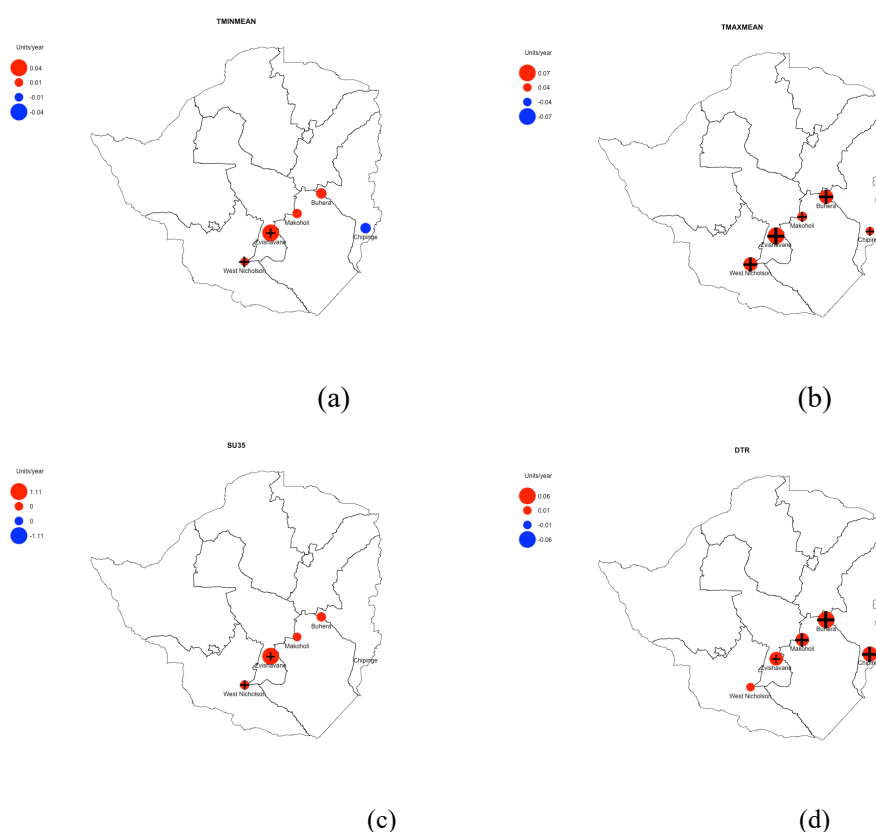 TMINMEAN
Units/year
0.04
0.01
-0.01
-0.04
Buhera
Makoholi
Chipinge
Zvishavane
West Nicholson
(a)
TMAXMEAN
Units/year
0.07
0.04
-0.04
-0.07
Buhera
Makoholi
Chipinge
Zvishavane
West Nicholson
(b)
SU35
Units/year
1.11
0
0
-1.11
Buhera
Makoholi
Chipinge
Zvishavane
West Nicholson
(c)
DTR
Units/year
0.06
0.01
-0.01
-0.06
Buhera
Makoholi
Chipinge
Zvishavane
West Nicholson
(d)